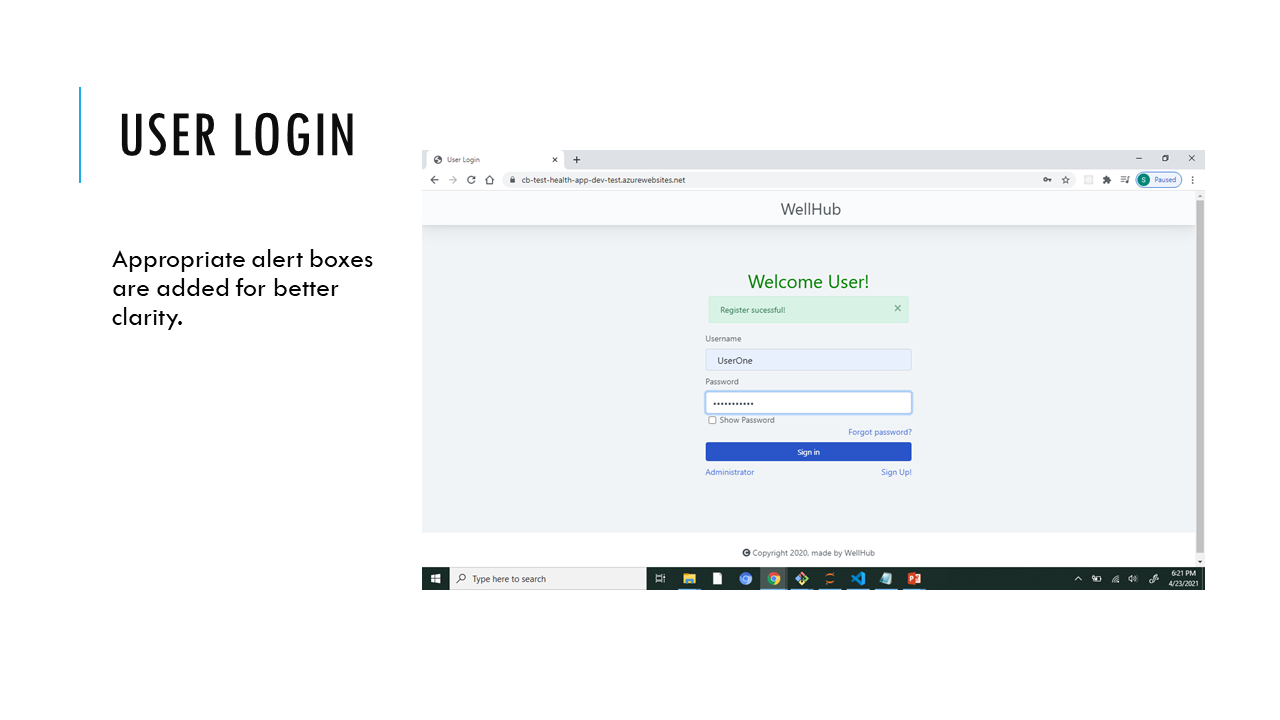 USER LOGIN
Appropriate alert boxes
are added for better
clarity.
User Login
cb-test-health-app-dev-test.azurewebsites.net
S Paused
WellHub
Welcome User!
Register sucessfull!
Username
UserOne
Password
Show Password
Forgot password?
Sign in
Administrator Sign Up!
Copyright 2020, made by WellHub
Type here to search
6:21 PM
4/23/2021